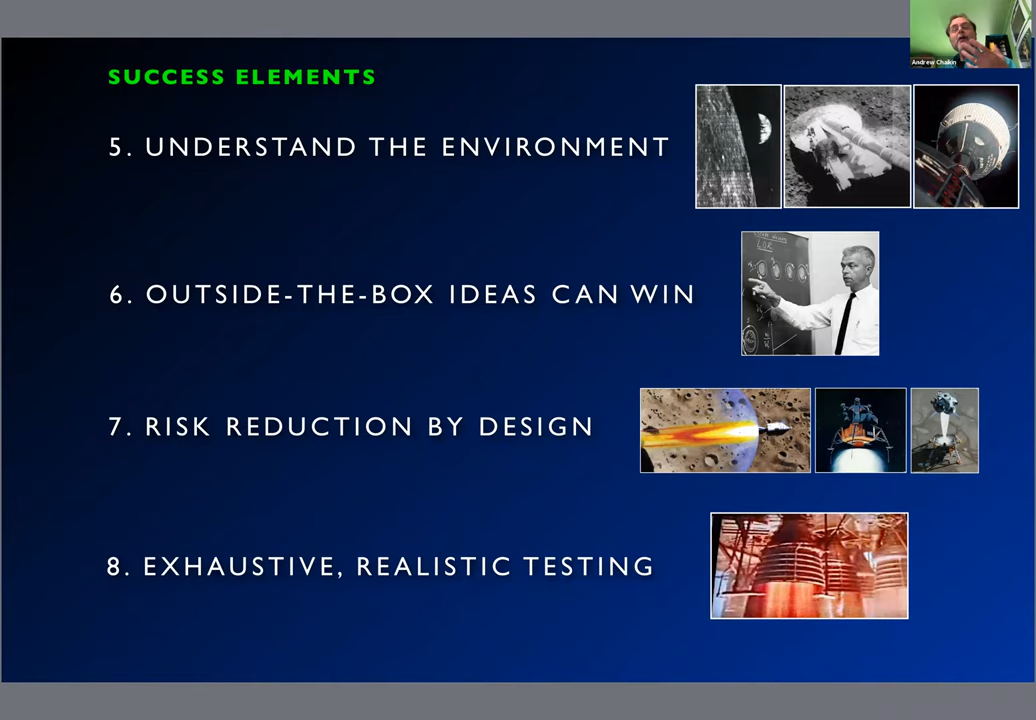 SUCCESS ELEMENTS
Andrew Chaikin
5. UNDERSTAND THE ENVIRONMENT
LOR
6. OUTSIDE-THE-BOX IDEAS CAN WIN
7. RISK REDUCTION BY DESIGN
8. EXHAUSTIVE, REALISTIC TESTING